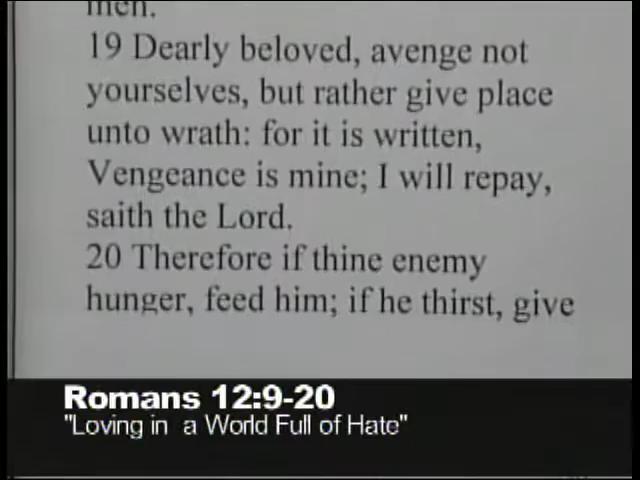 men.
19 Dearly beloved, avenge not
yourselves, but rather give place
unto wrath: for it is written,
Vengeance is mine; I will repay,
saith the Lord.
20 Therefore if thine enemy
hunger, feed him; if he thirst, give
Romans 12:9-20
"Loving in a World Full of Hate"